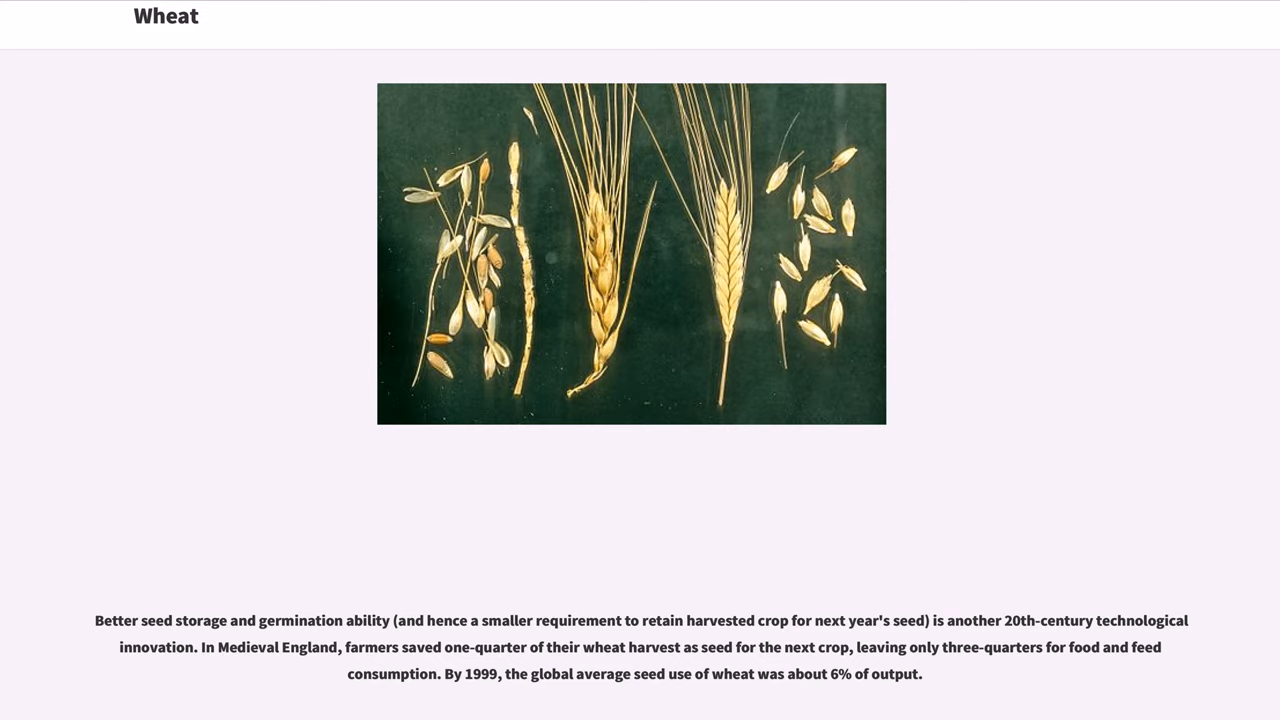 Wheat
Better seed storage and germination ability (and hence a smaller requirement to retain harvested crop for next year's seed) is another 20th-century technological
innovation. In Medieval England, farmers saved one-quarter of their wheat harvest as seed for the next crop, leaving only three-quarters for food and feed
consumption. By 1999, the global average seed use of wheat was about 6% of output.